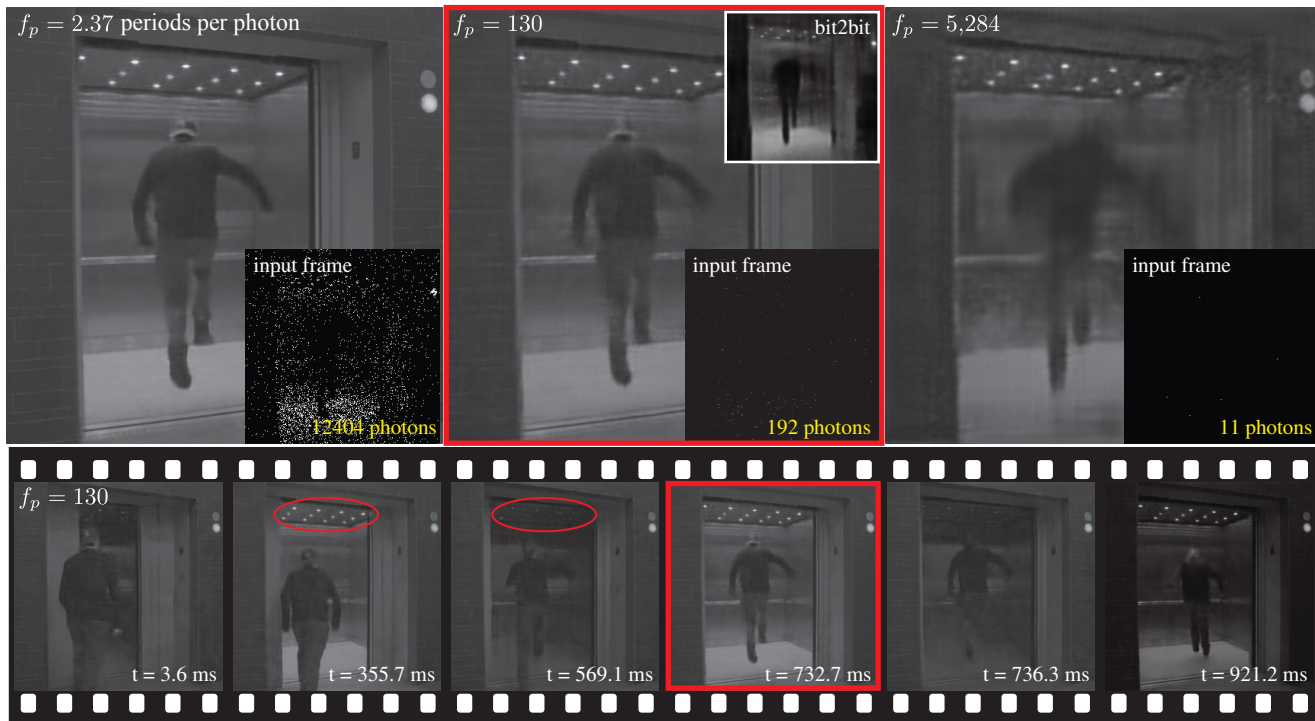 f_p = 2.37 periods per photon
input frame
12404 photons
f_p = 130
bit2bit
input frame
192 photons
f_p = 5,284
input frame
11 photons
f_p = 130
t = 3.6 ms
t = 355.7 ms
t = 569.1 ms
t = 732.7 ms
t = 736.3 ms
t = 921.2 ms